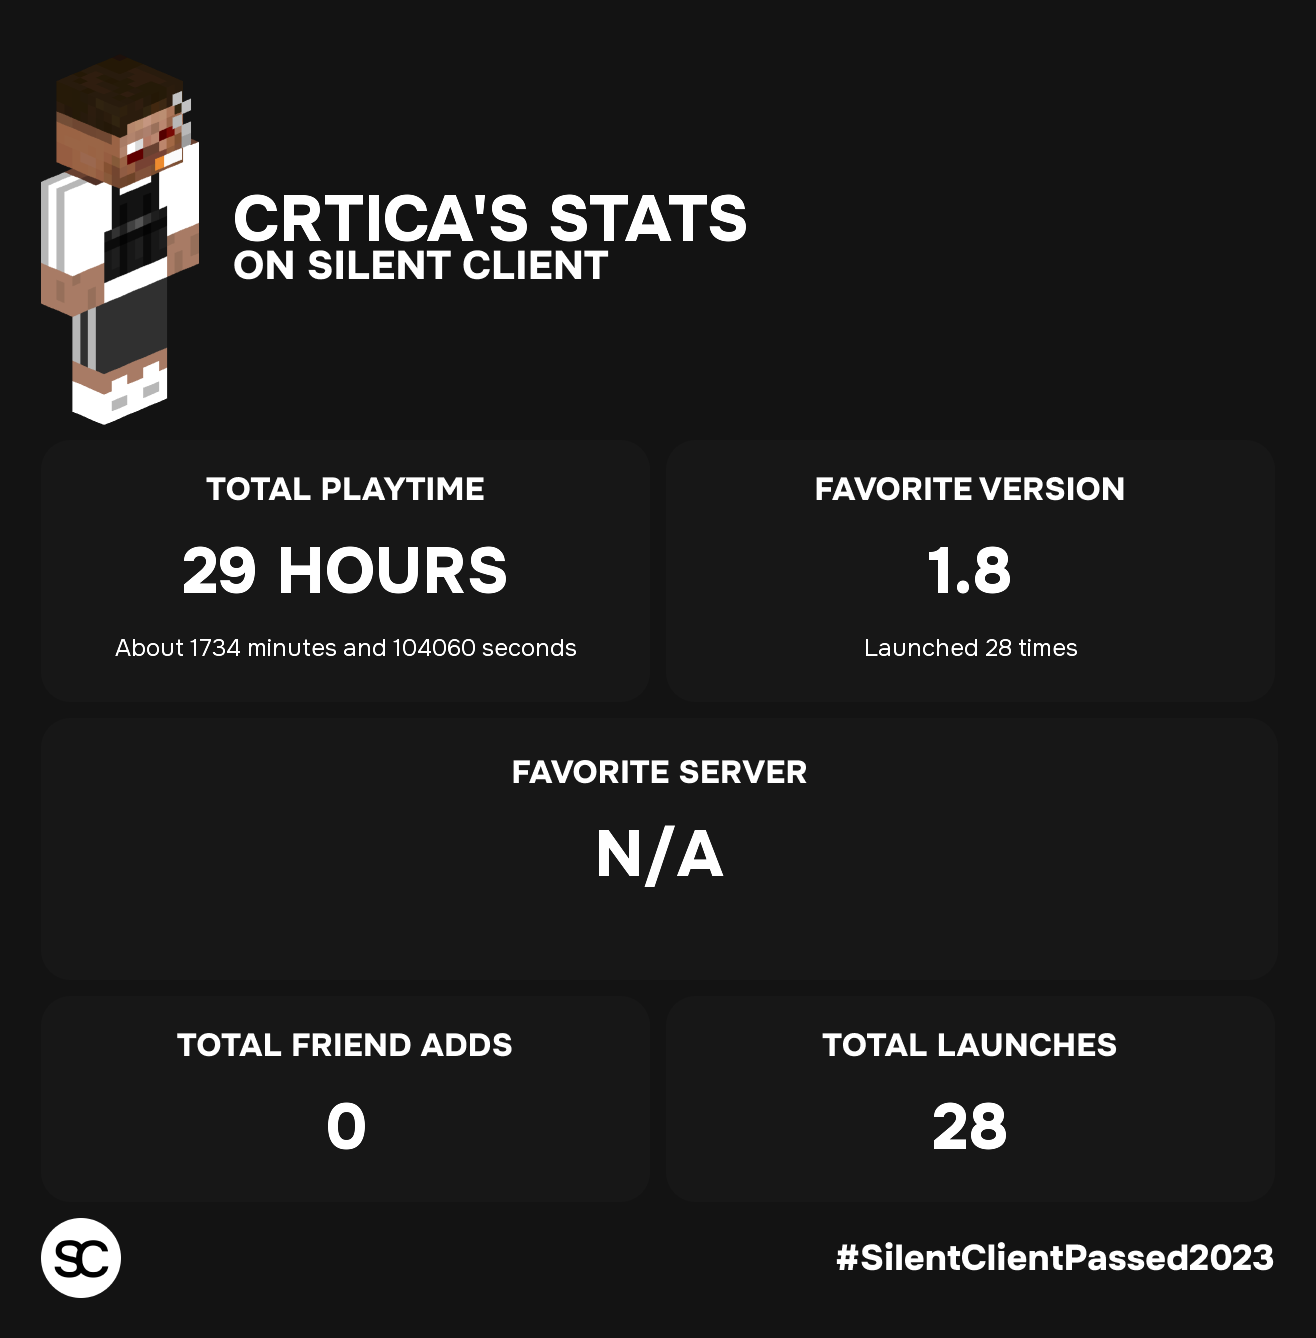 CRTICA'S STATS
ON SILENT CLIENT
TOTAL PLAYTIME
29 HOURS
About 1734 minutes and 104060 seconds
FAVORITE VERSION
1.8
Launched 28 times
FAVORITE SERVER
N/A
TOTAL FRIEND ADDS
0
TOTAL LAUNCHES
28
SC
#SilentClientPassed2023